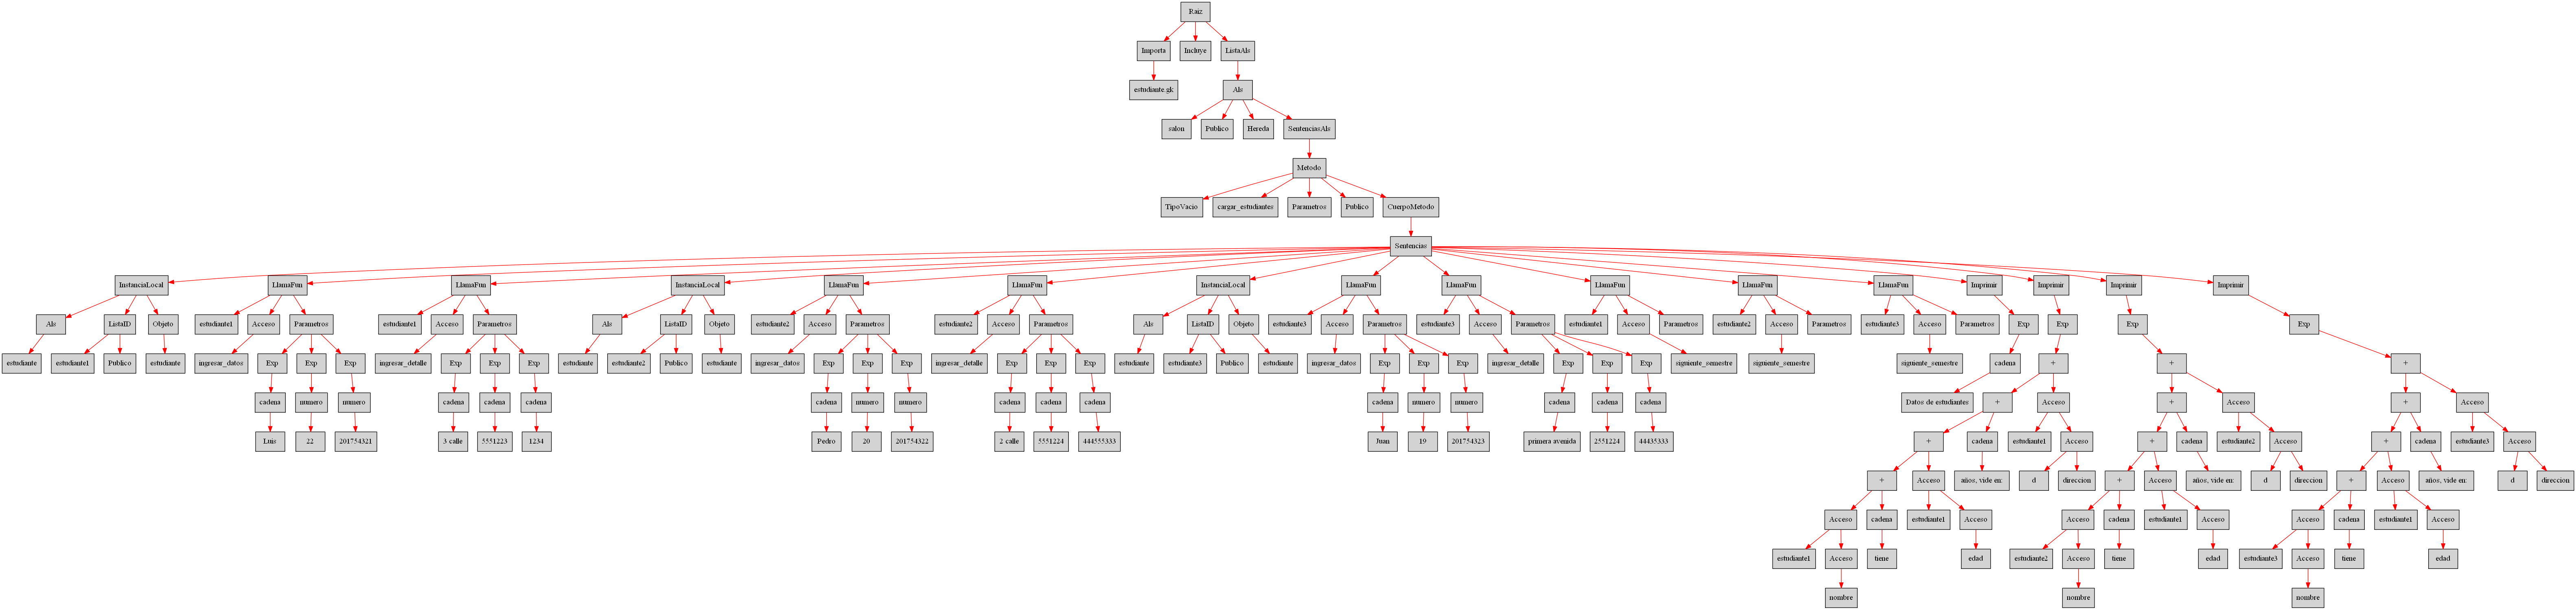 Raiz
Importa Incluye ListaAls
estudiante.gk Als
salon Publico Hereda SentenciasAls
Metodo
TipoVacio cargar_estudiantes Parametros Publico CuerpoMetodo
Sentencias
InstanciaLocal LlamaFun LlamaFun InstanciaLocal LlamaFun LlamaFun InstanciaLocal LlamaFun LlamaFun LlamaFun LlamaFun LlamaFun Imprimir Imprimir Imprimir Imprimir
Als ListaID Objeto estudiante1 Acceso Parametros estudiante1 Acceso Parametros Als ListaID Objeto estudiante2 Acceso Parametros estudiante2 Acceso Parametros Als ListaID Objeto estudiante3 Acceso Parametros estudiante3 Acceso Parametros estudiante1 Acceso Parametros estudiante2 Acceso Parametros estudiante3 Acceso Parametros Exp Exp Exp Exp
estudiante estudiante1 Publico estudiante ingresar_datos Exp Exp Exp ingresar_detalle Exp Exp Exp estudiante estudiante2 Publico estudiante ingresar_datos Exp Exp Exp ingresar_detalle Exp Exp Exp estudiante estudiante3 Publico estudiante ingresar_datos Exp Exp Exp ingresar_detalle Exp Exp Exp siguiente_semestre siguiente_semestre siguiente_semestre cadena + + +
cadena numero numero cadena cadena cadena cadena numero numero cadena cadena cadena cadena numero numero cadena cadena cadena Datos de estudiantes + Acceso + Acceso + Acceso
Luis 22 201754321 3 calle 5551223 1234 Pedro 20 201754322 2 calle 5551224 444555333 Juan 19 201754323 primera avenida 2551224 44435333 + cadena estudiante1 Acceso + cadena estudiante2 Acceso + cadena estudiante3 Acceso
+ Acceso años, vide en: d direccion + Acceso años, vide en: d direccion + Acceso años, vide en: d direccion
Acceso cadena estudiante1 Acceso Acceso cadena estudiante1 Acceso Acceso cadena estudiante1 Acceso
estudiante1 Acceso tiene edad estudiante2 Acceso tiene edad estudiante3 Acceso tiene edad
nombre nombre nombre